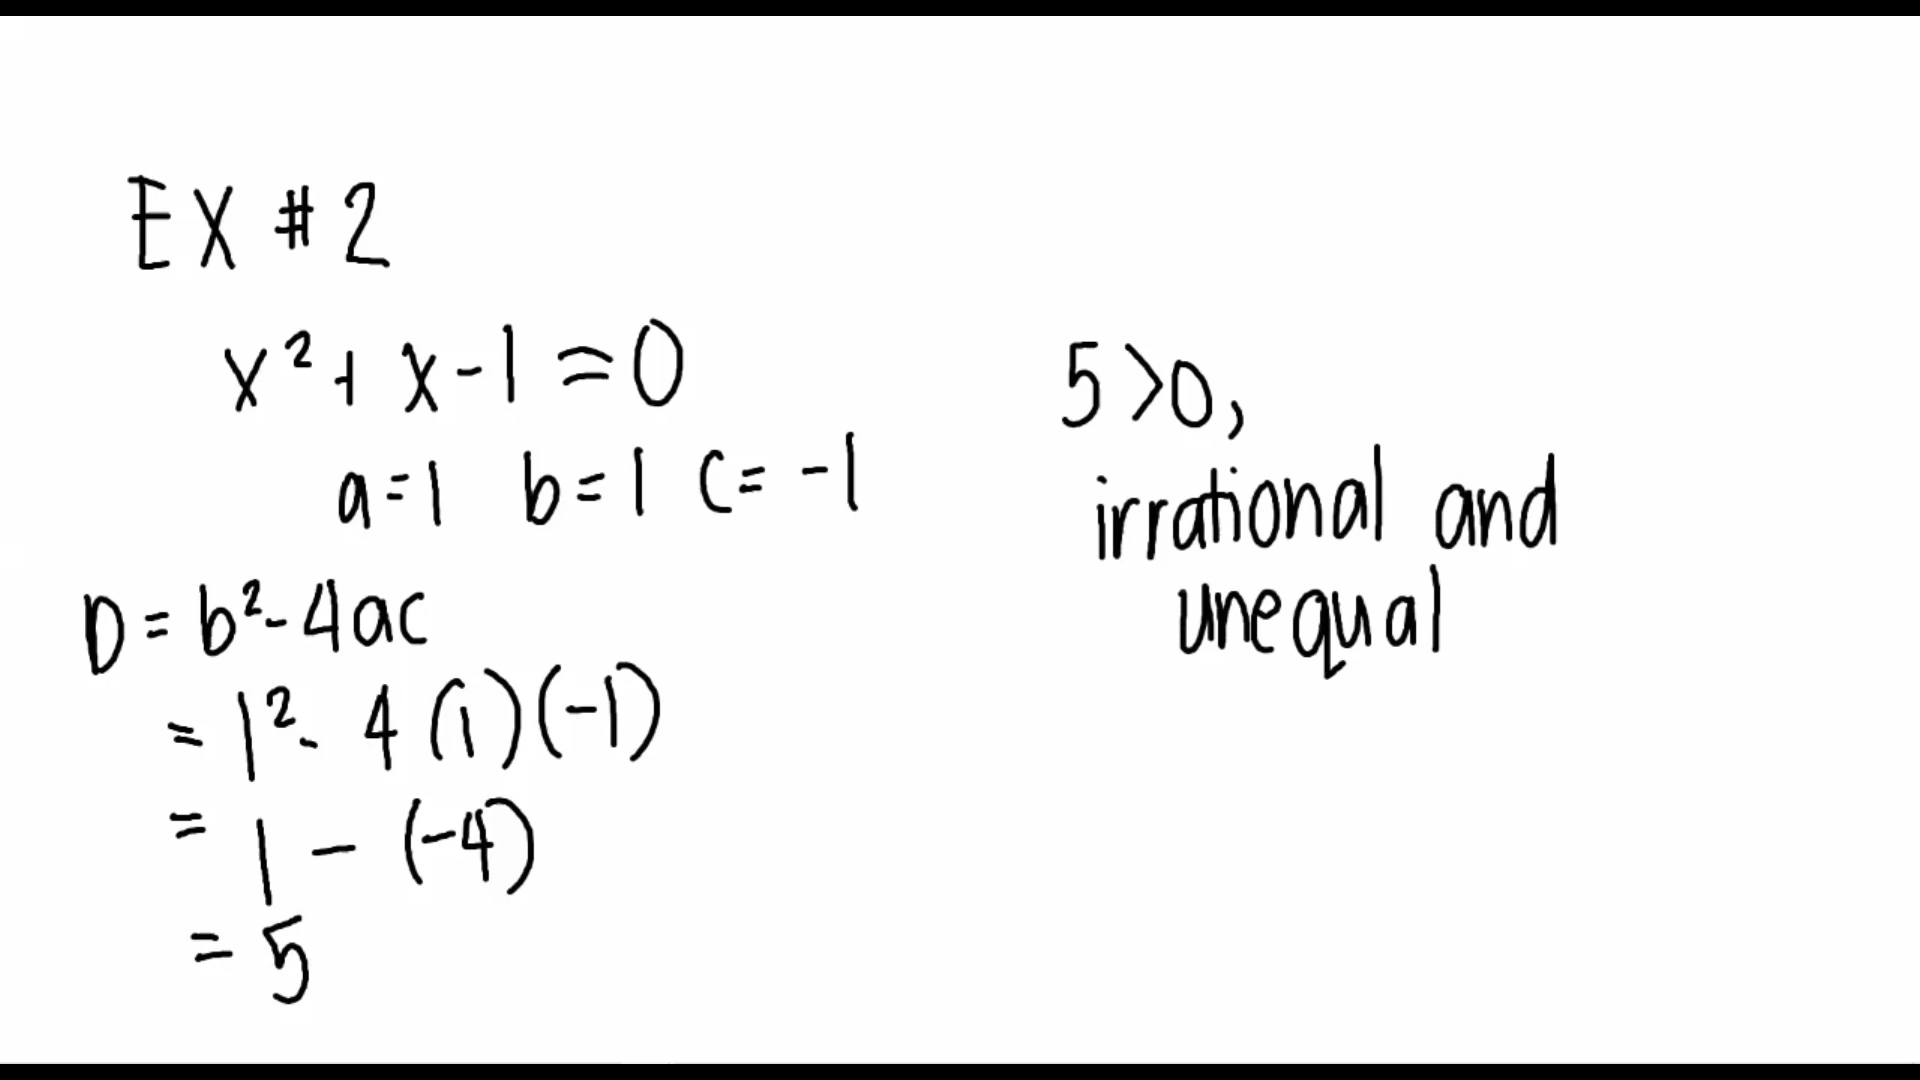 EX #2
x² + x - 1 = 0
a = 1 b = 1 c = -1
D = b² - 4ac
= 1² - 4 (1)(-1)
= 1 - (-4)
= 5
5 > 0,
irrational and
unequal